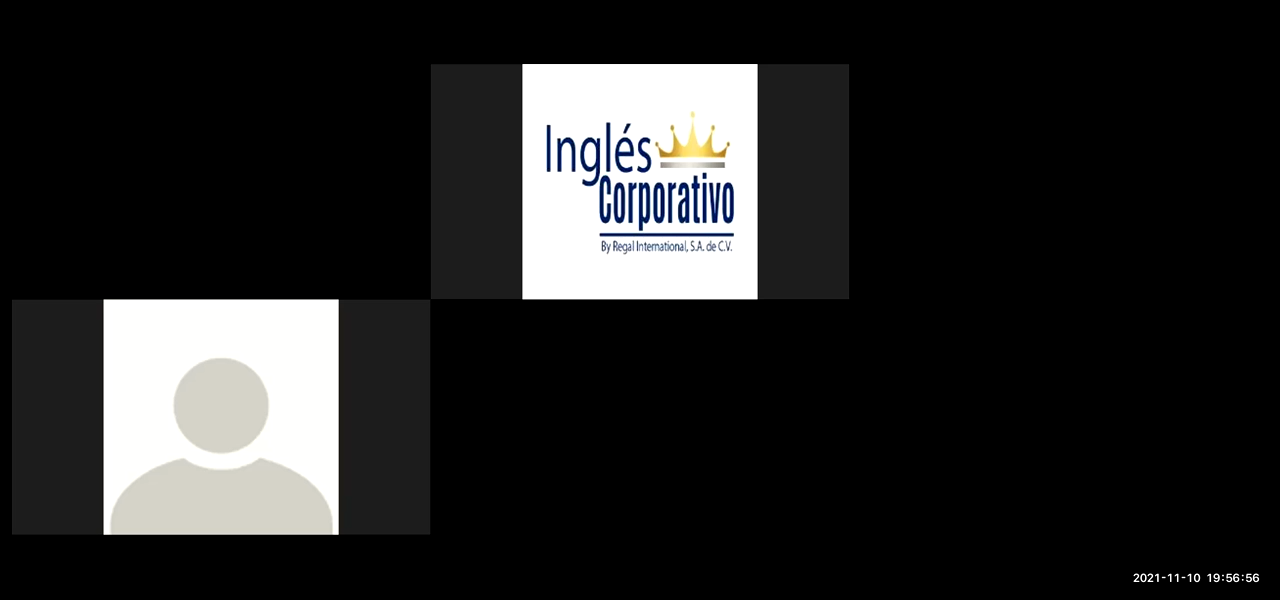 Inglés
Corporativo
By Regal International, S.A. de C.V.
2021-11-10 19:56:56